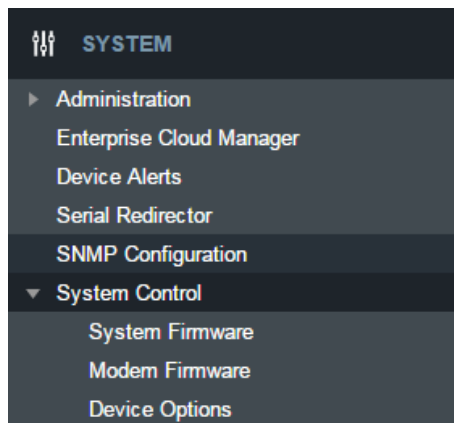 SYSTEM
Administration
Enterprise Cloud Manager
Device Alerts
Serial Redirector
SNMP Configuration
System Control
System Firmware
Modem Firmware
Device Options